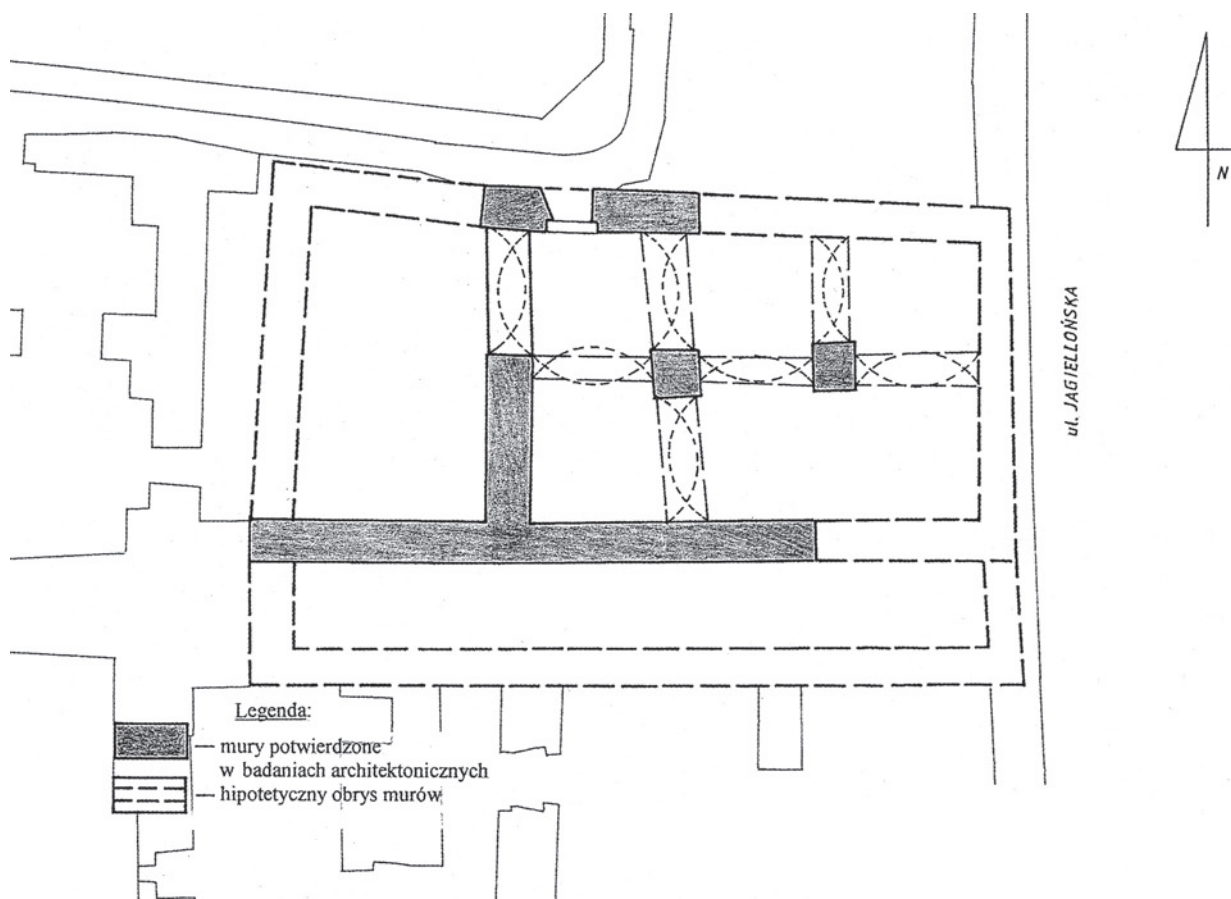 N
ul. JAGIELLOŃSKA
Legenda:
mury potwierdzone
w badaniach architektonicznych
hipotetyczny obrys murów